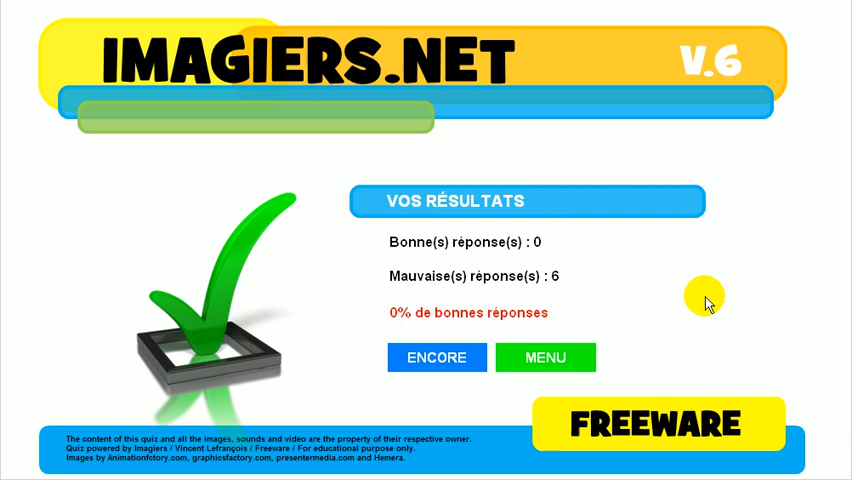 IMAGIERS.NET
V.6
VOS RÉSULTATS
Bonne(s) réponse(s) : 0
Mauvaise(s) réponse(s) : 6
0% de bonnes réponses
ENCORE
MENU
FREEWARE
The content of this quiz and all the images, sounds and video are the property of their respective owner.
Quiz powered by Imagiers / Vincent Lefrançois / Freeware / For educational purpose only.
Images by Animationfctory.com, graphicsfactory.com, presentermedia.com and Hemera.